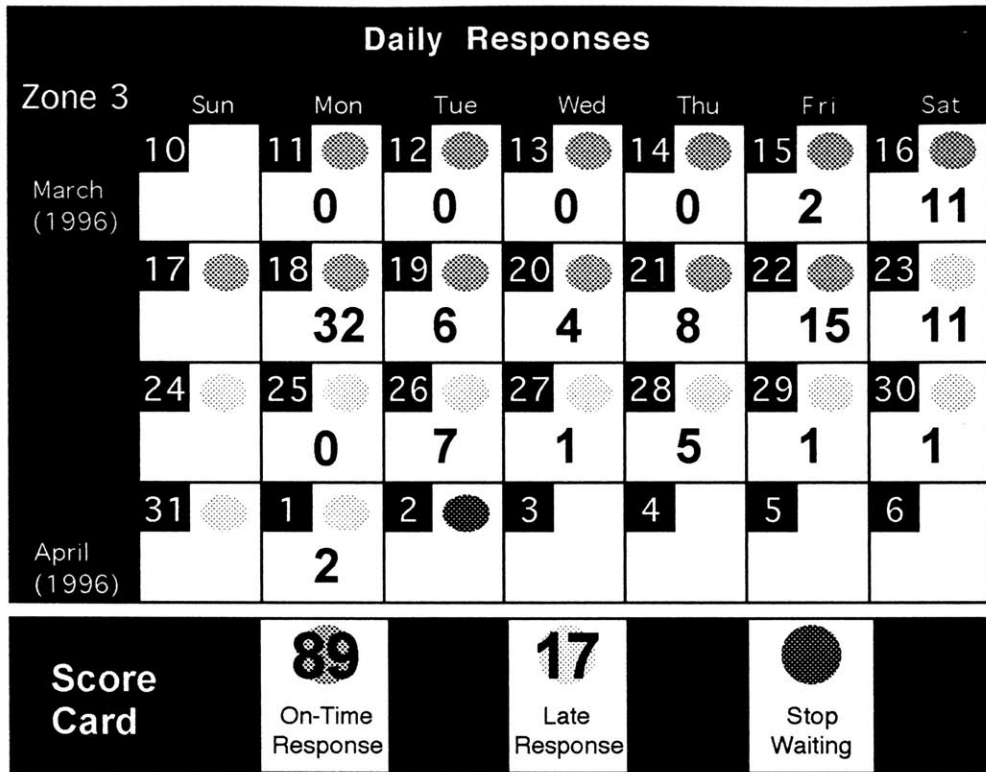 Daily Responses
Zone 3 Sun Mon Tue Wed Thu Fri Sat
10 11 12 13 14 15 16
March
(1996)
0 0 0 0 2 11
17 18 19 20 21 22 23
32 6 4 8 15 11
24 25 26 27 28 29 30
0 7 1 5 1 1
31 1 2 3 4 5 6
April
(1996)
2
Score
Card
89
On-Time
Response
17
Late
Response
Stop
Waiting